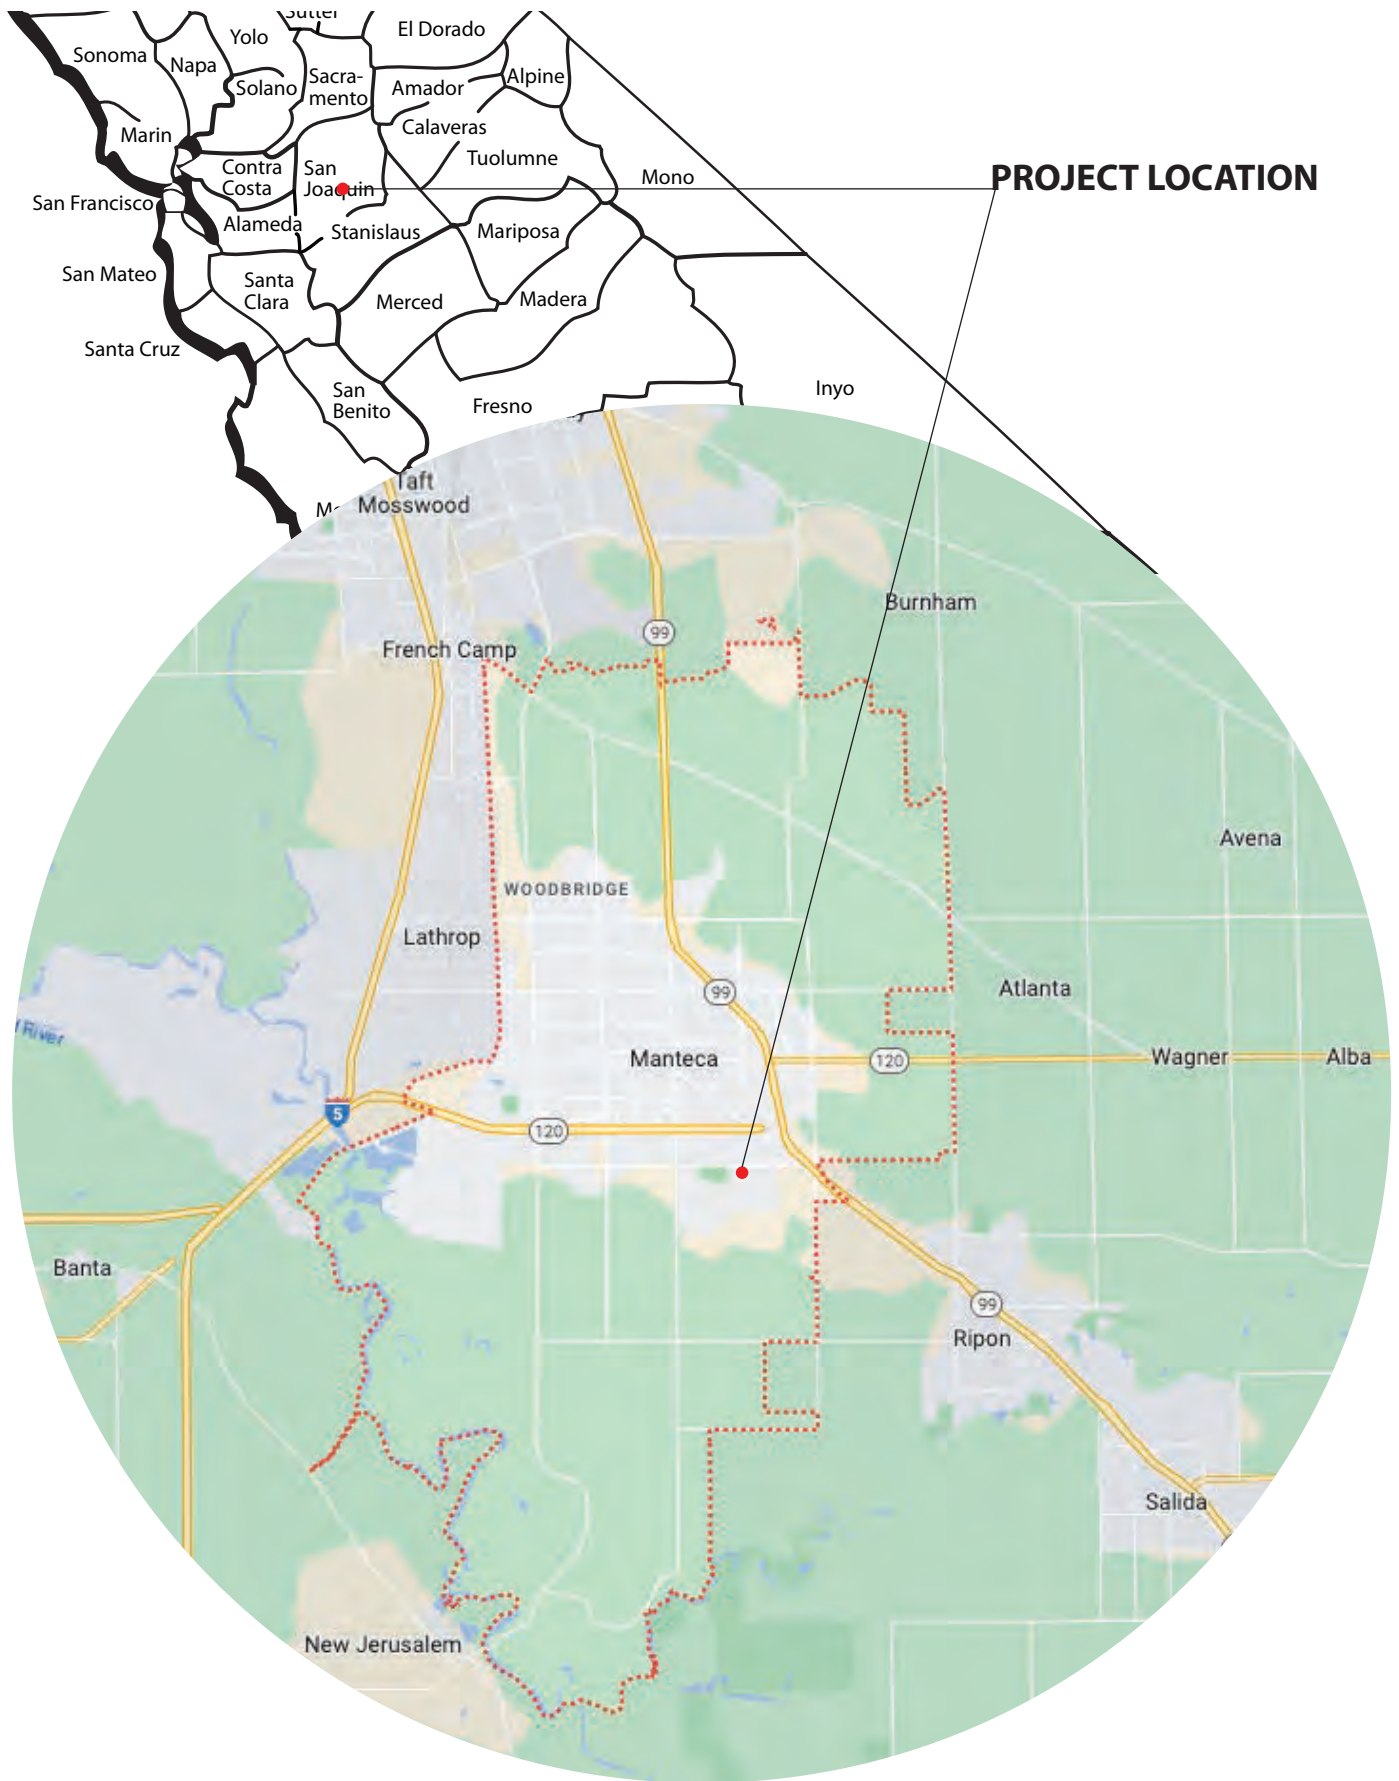 Sutter
El Dorado
Yolo
Sonoma
Napa
Sacra-
mento
Alpine
Solano
Amador
Marin
Calaveras
Tuolumne
Contra
Costa
San
Joaquin
Mono
PROJECT LOCATION
San Francisco
Alameda
Stanislaus
Mariposa
San Mateo
Santa
Clara
Merced
Madera
Santa Cruz
San
Benito
Fresno
Inyo
Taft
Mosswood
Burnham
99
French Camp
Avena
WOODBRIDGE
Lathrop
99
Atlanta
River
Manteca
120
Wagner
Alba
5
120
Banta
99
Ripon
Salida
New Jerusalem